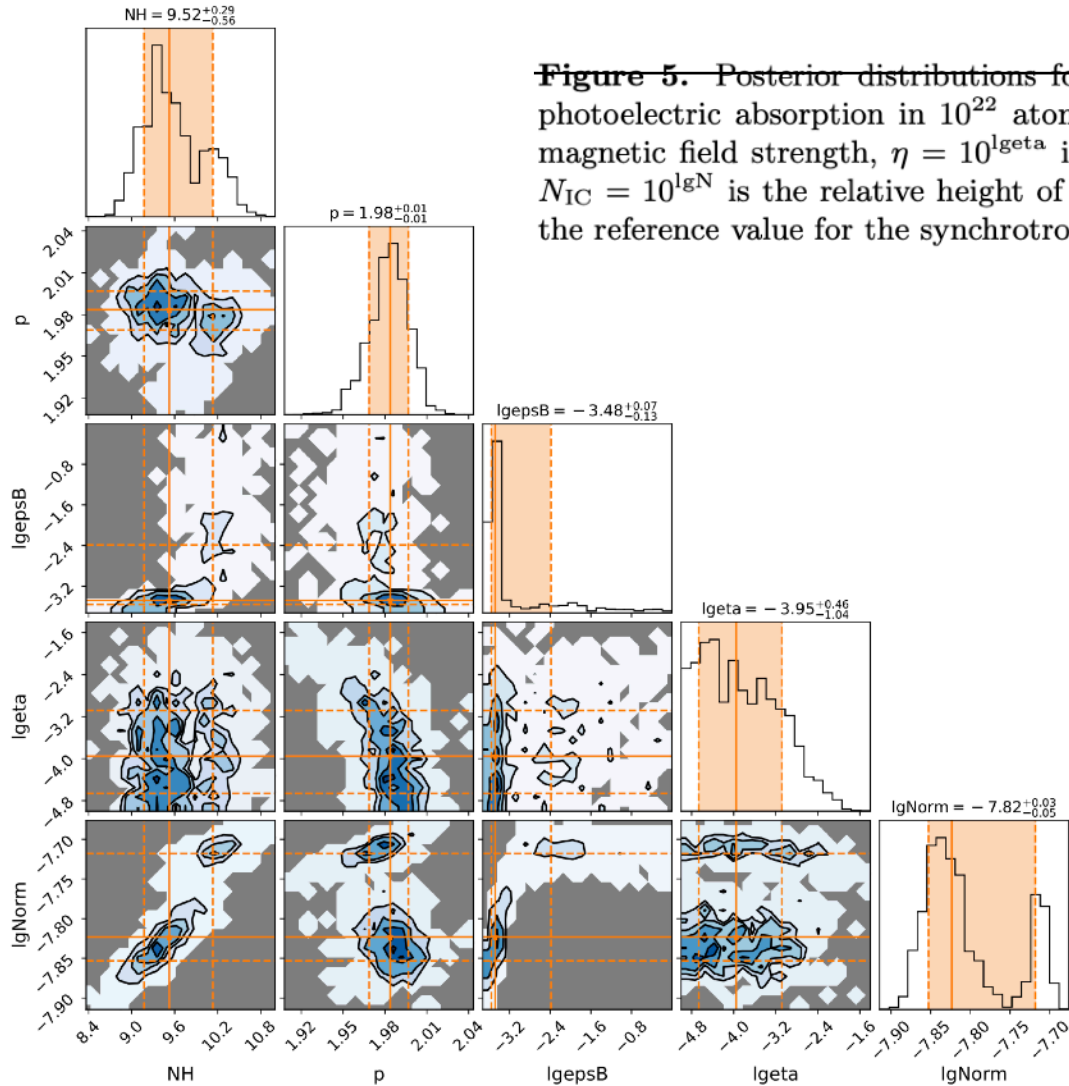 NH = 9.52 +0.29 −0.56
Figure 5. Posterior distributions fo
photoelectric absorption in 10^22 atom
magnetic field strength, η = 10^lgeta i
N_IC = 10^lgN is the relative height of
the reference value for the synchrotro
p = 1.98 +0.01 −0.01
p
2.04
2.01
1.98
1.95
1.92
lgepsB = −3.48 +0.07 −0.13
lgepsB
−0.8
−1.6
−2.4
−3.2
lgeta = −3.95 +0.46 −1.04
lgeta
−1.6
−2.4
−3.2
−4.0
−4.8
lgNorm = −7.82 +0.03 −0.05
lgNorm
−7.70
−7.75
−7.80
−7.85
−7.90
8.4 9.0 9.6 10.2 10.8
1.92 1.95 1.98 2.01 2.04
−3.2 −2.4 −1.6 −0.8
−4.8 −4.0 −3.2 −2.4 −1.6
−7.90 −7.85 −7.80 −7.75 −7.70
NH p lgepsB lgeta lgNorm